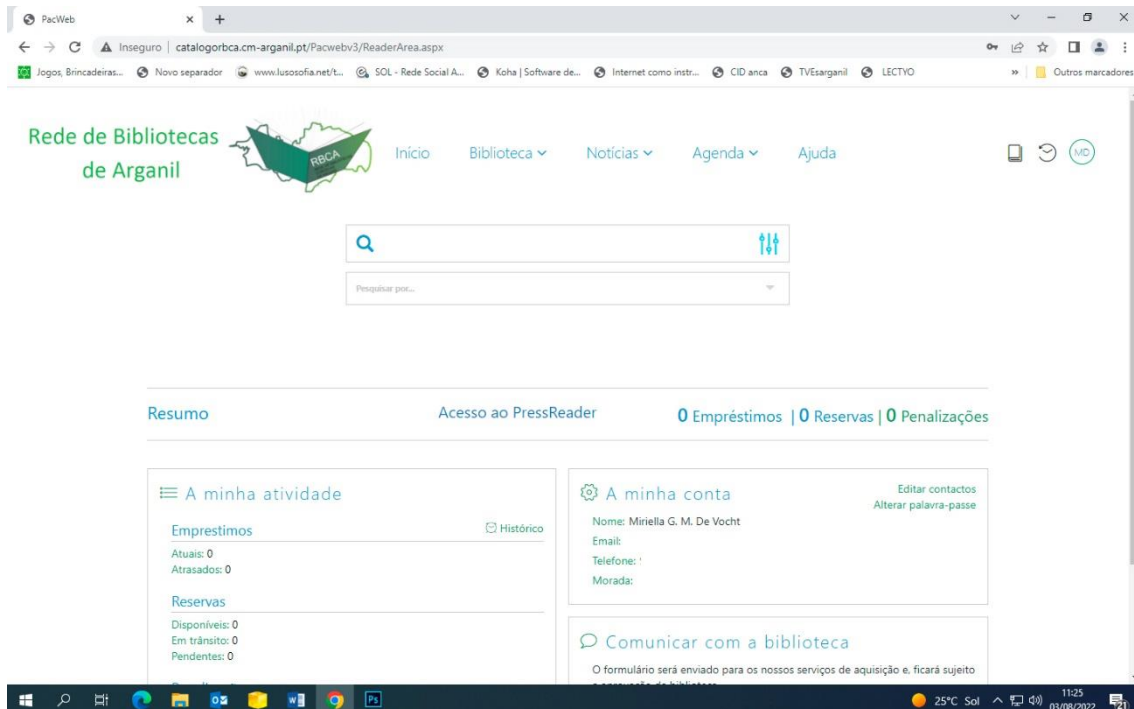 PacWeb
Inseguro | catalogorbca.cm-arganil.pt/Pacwebv3/ReaderArea.aspx
Jogos, Brincadeiras... Novo separador www.lusosofia.net/t... SOL - Rede Social A... Koha | Software de... Internet como instr... CID anca TVEsarganil LECTYO » Outros marcadores
Rede de Bibliotecas
de Arganil
RBCA
Início Biblioteca Notícias Agenda Ajuda MD
Pesquisar por...
Resumo Acesso ao PressReader 0 Empréstimos | 0 Reservas | 0 Penalizações
A minha atividade
Emprestimos Histórico
Atuais: 0
Atrasados: 0
Reservas
Disponíveis: 0
Em trânsito: 0
Pendentes: 0
A minha conta
Editar contactos
Alterar palavra-passe
Nome: Miriella G. M. De Vocht
Email:
Telefone:
Morada:
Comunicar com a biblioteca
O formulário será enviado para os nossos serviços de aquisição e, ficará sujeito
25°C Sol 11:25
03/08/2022 21